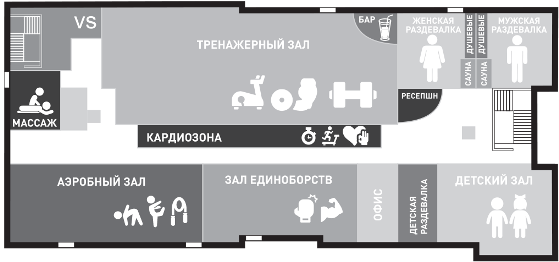 VS
ТРЕНАЖЕРНЫЙ ЗАЛ
БАР
ЖЕНСКАЯ
РАЗДЕВАЛКА
ДУШЕВЫЕ
ДУШЕВЫЕ
МУЖСКАЯ
РАЗДЕВАЛКА
САУНА
САУНА
МАССАЖ
РЕСЕПШН
КАРДИОЗОНА
АЭРОБНЫЙ ЗАЛ
ЗАЛ ЕДИНОБОРСТВ
ОФИС
ДЕТСКАЯ
РАЗДЕВАЛКА
ДЕТСКИЙ ЗАЛ